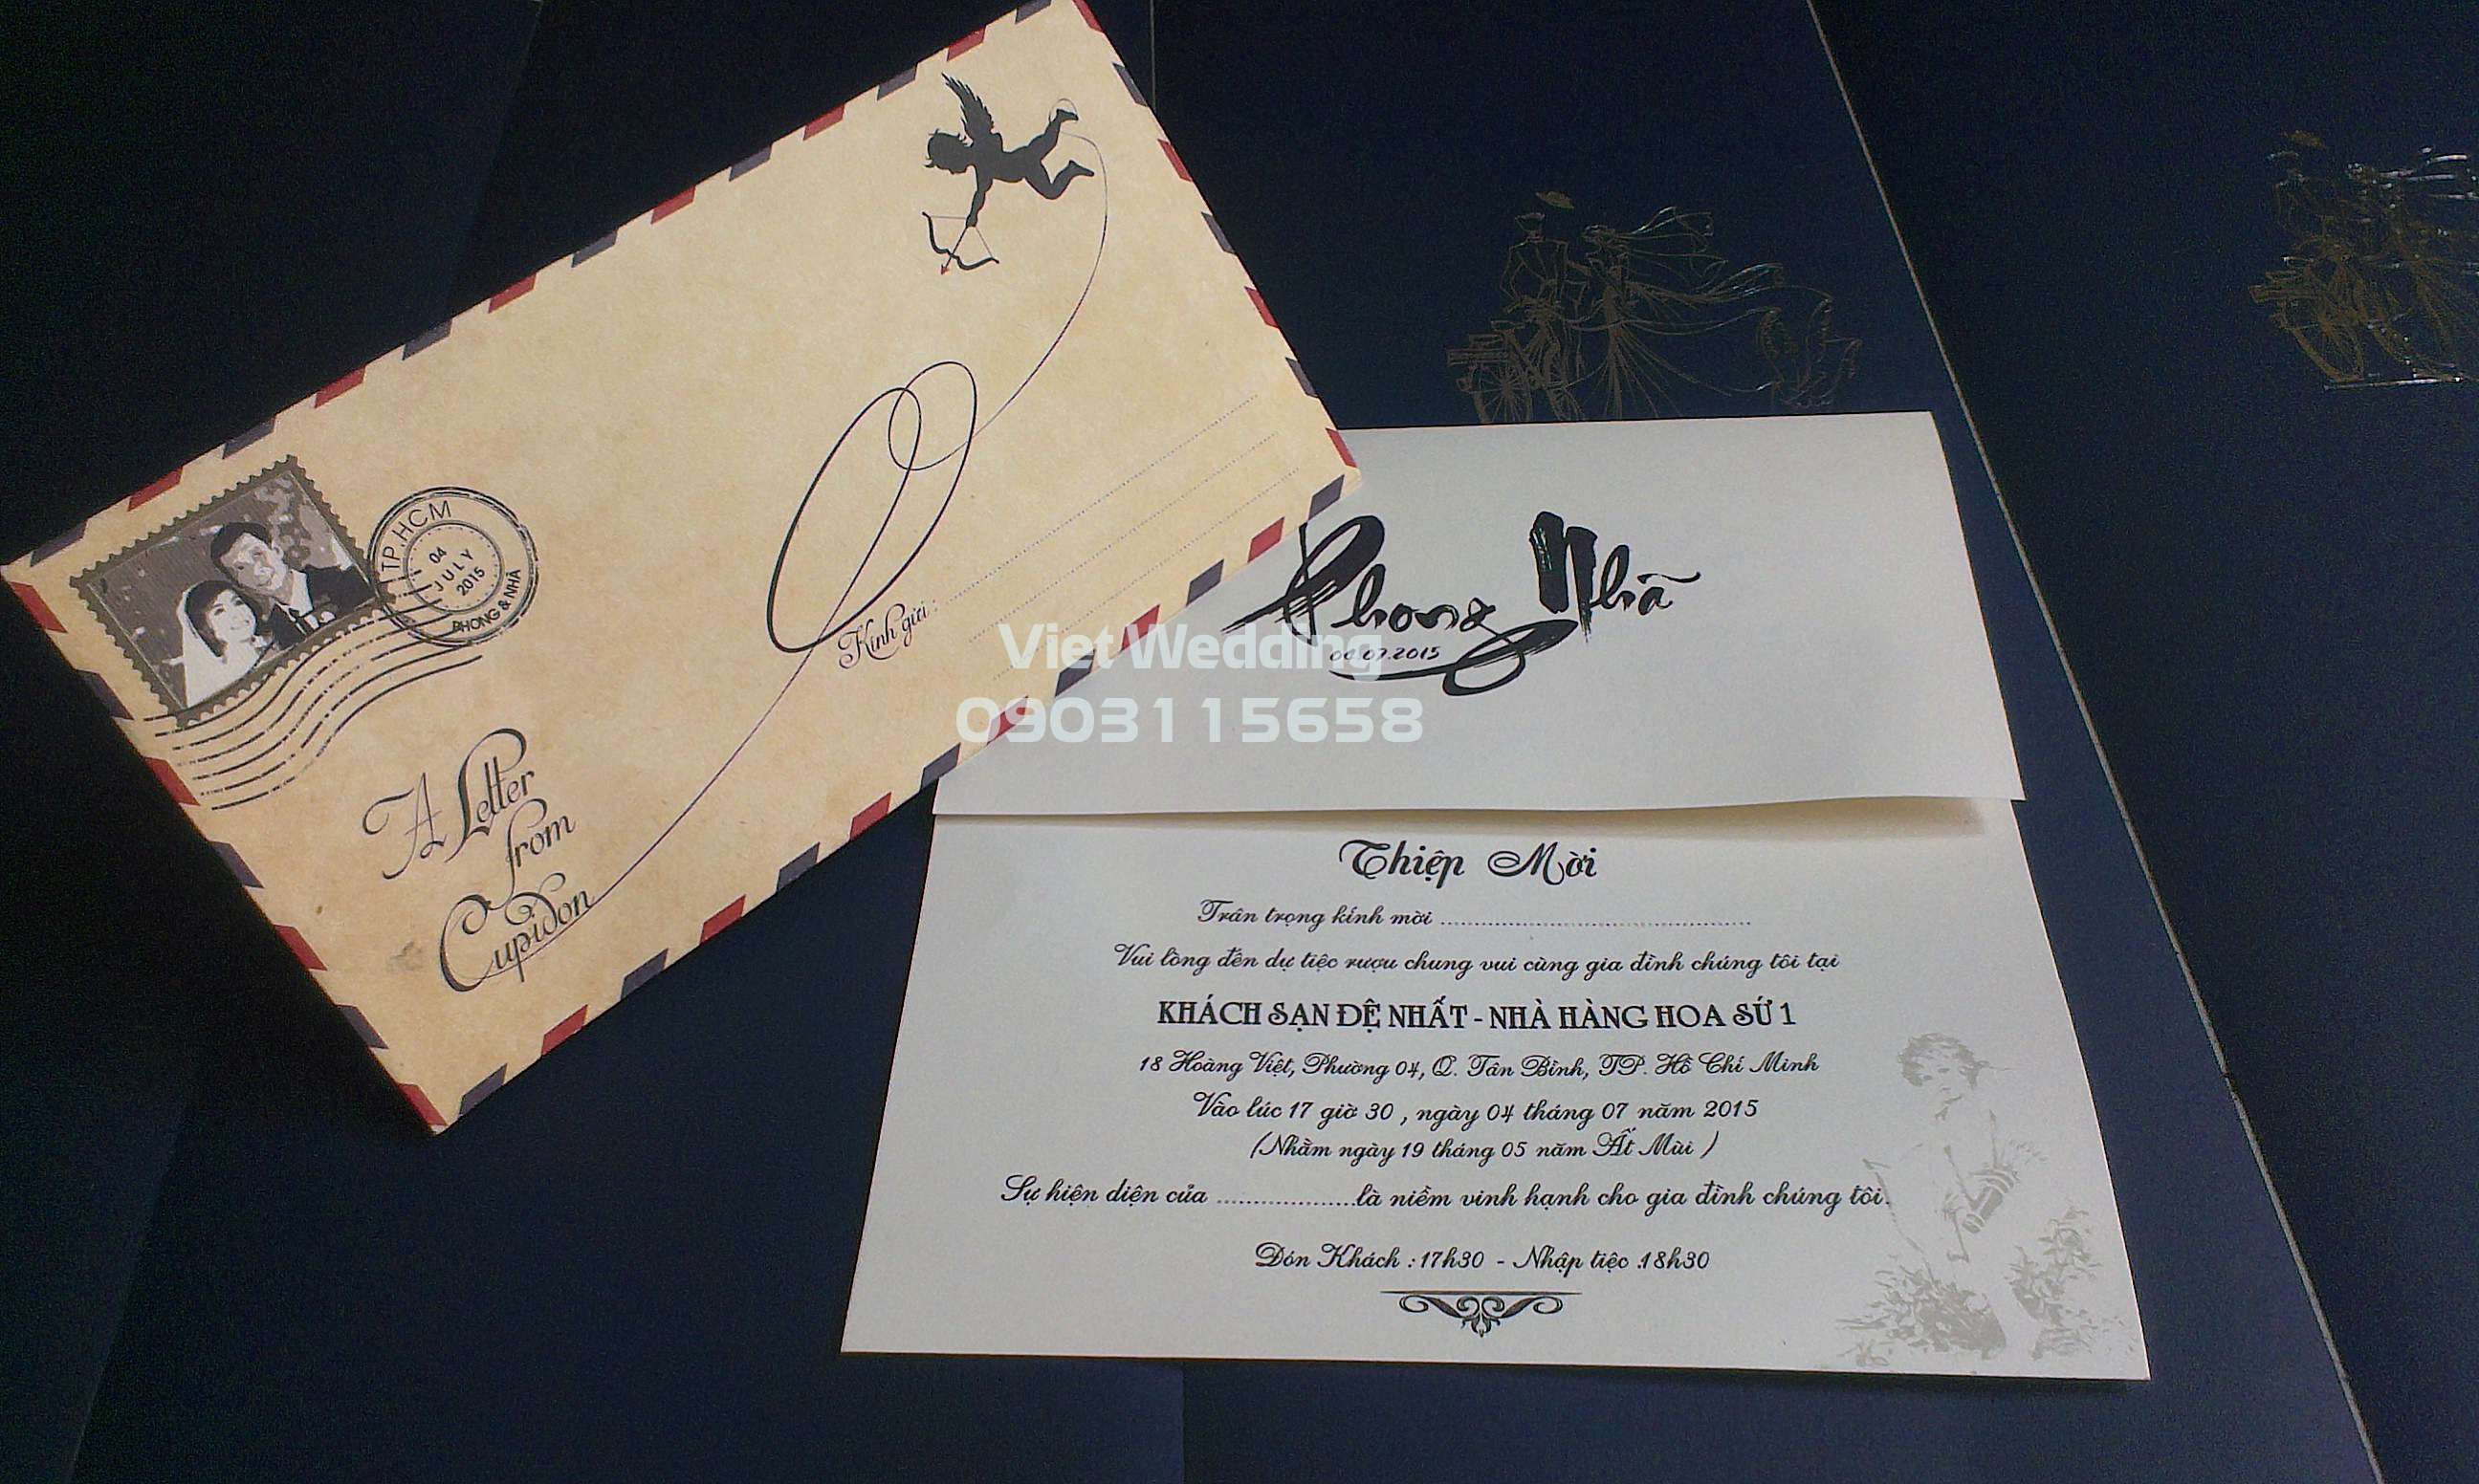 TP.HCM
04
JULY
2015
PHONG & NHÃ
Kính gửi:
A Letter
from
Cupidon
Phong Nhã
04.07.2015
Viet Wedding
0903115658
Thiệp Mời
Trân trọng kính mời ........................................................
Vui lòng đến dự tiệc rượu chung vui cùng gia đình chúng tôi tại
KHÁCH SẠN ĐỆ NHẤT - NHÀ HÀNG HOA SỨ 1
18 Hoàng Việt, Phường 04, Q. Tân Bình, TP. Hồ Chí Minh
Vào lúc 17 giờ 30 , ngày 04 tháng 07 năm 2015
(Nhằm ngày 19 tháng 05 năm Ất Mùi )
Sự hiện diện của .....................là niềm vinh hạnh cho gia đình chúng tôi.
Đón Khách : 17h30 - Nhập tiệc :18h30